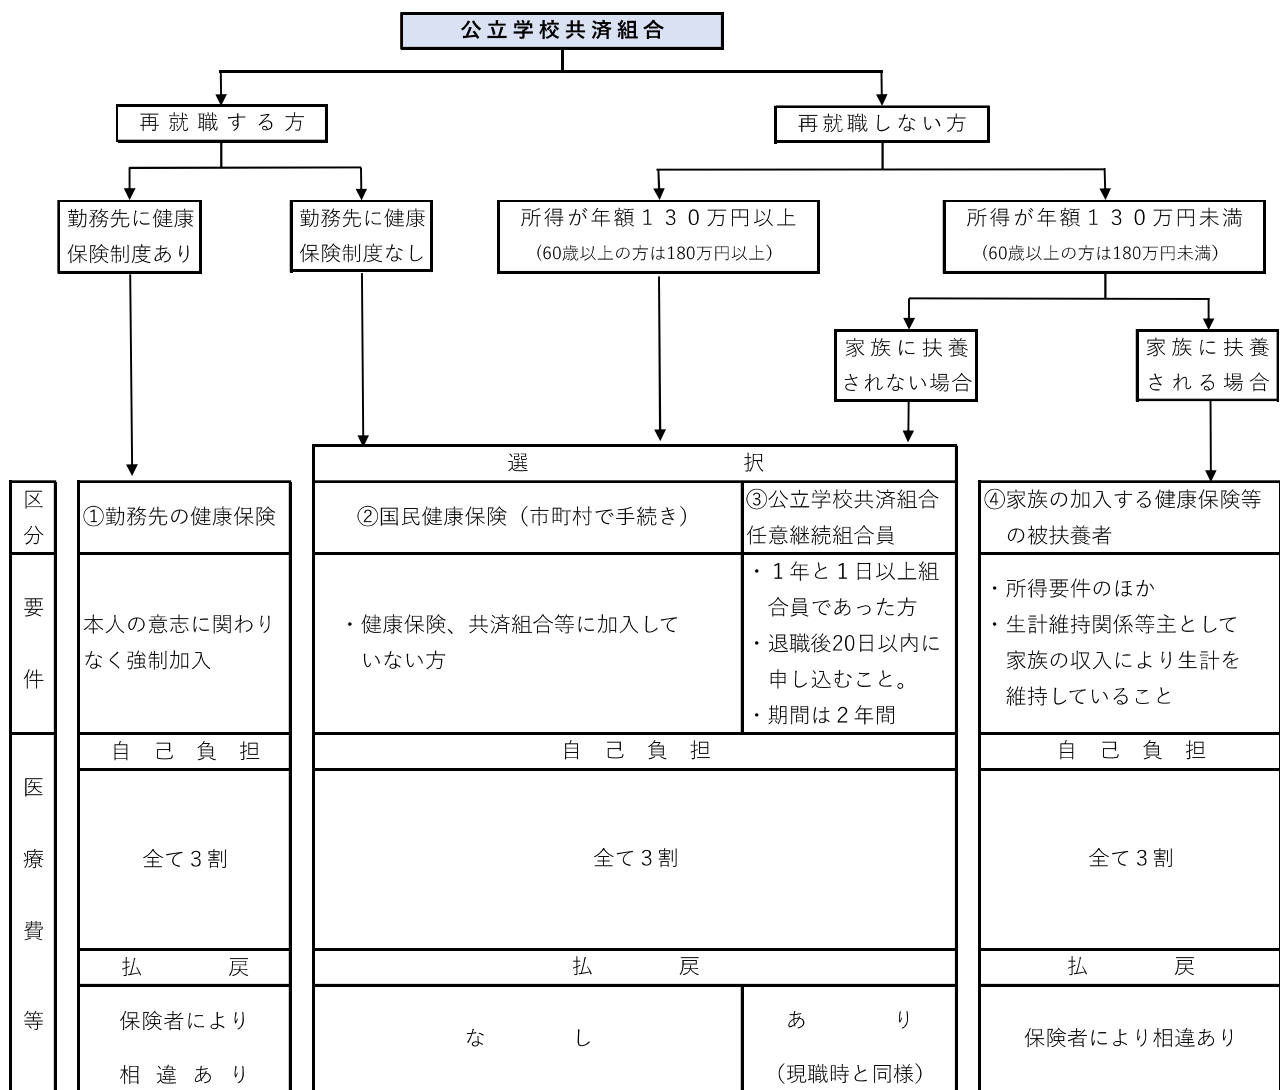 公立学校共済組合
再就職する方
再就職しない方
勤務先に健康
保険制度あり
勤務先に健康
保険制度なし
所得が年額１３０万円以上
(60歳以上の方は180万円以上)
所得が年額１３０万円未満
(60歳以上の方は180万円未満)
家族に扶養
されない場合
家族に扶養
される場合
選択
区分
①勤務先の健康保険
②国民健康保険（市町村で手続き）
③公立学校共済組合
任意継続組合員
④家族の加入する健康保険等
の被扶養者
要件
本人の意志に関わり
なく強制加入
・健康保険、共済組合等に加入して
いない方
・１年と１日以上組
合員であった方
・退職後20日以内に
申し込むこと。
・期間は２年間
・所得要件のほか
・生計維持関係等主として
家族の収入により生計を
維持していること
医療費等
自己負担
自己負担
自己負担
全て３割
全て３割
全て３割
払戻
払戻
払戻
保険者により
相違あり
なし
あり
（現職時と同様）
保険者により相違あり